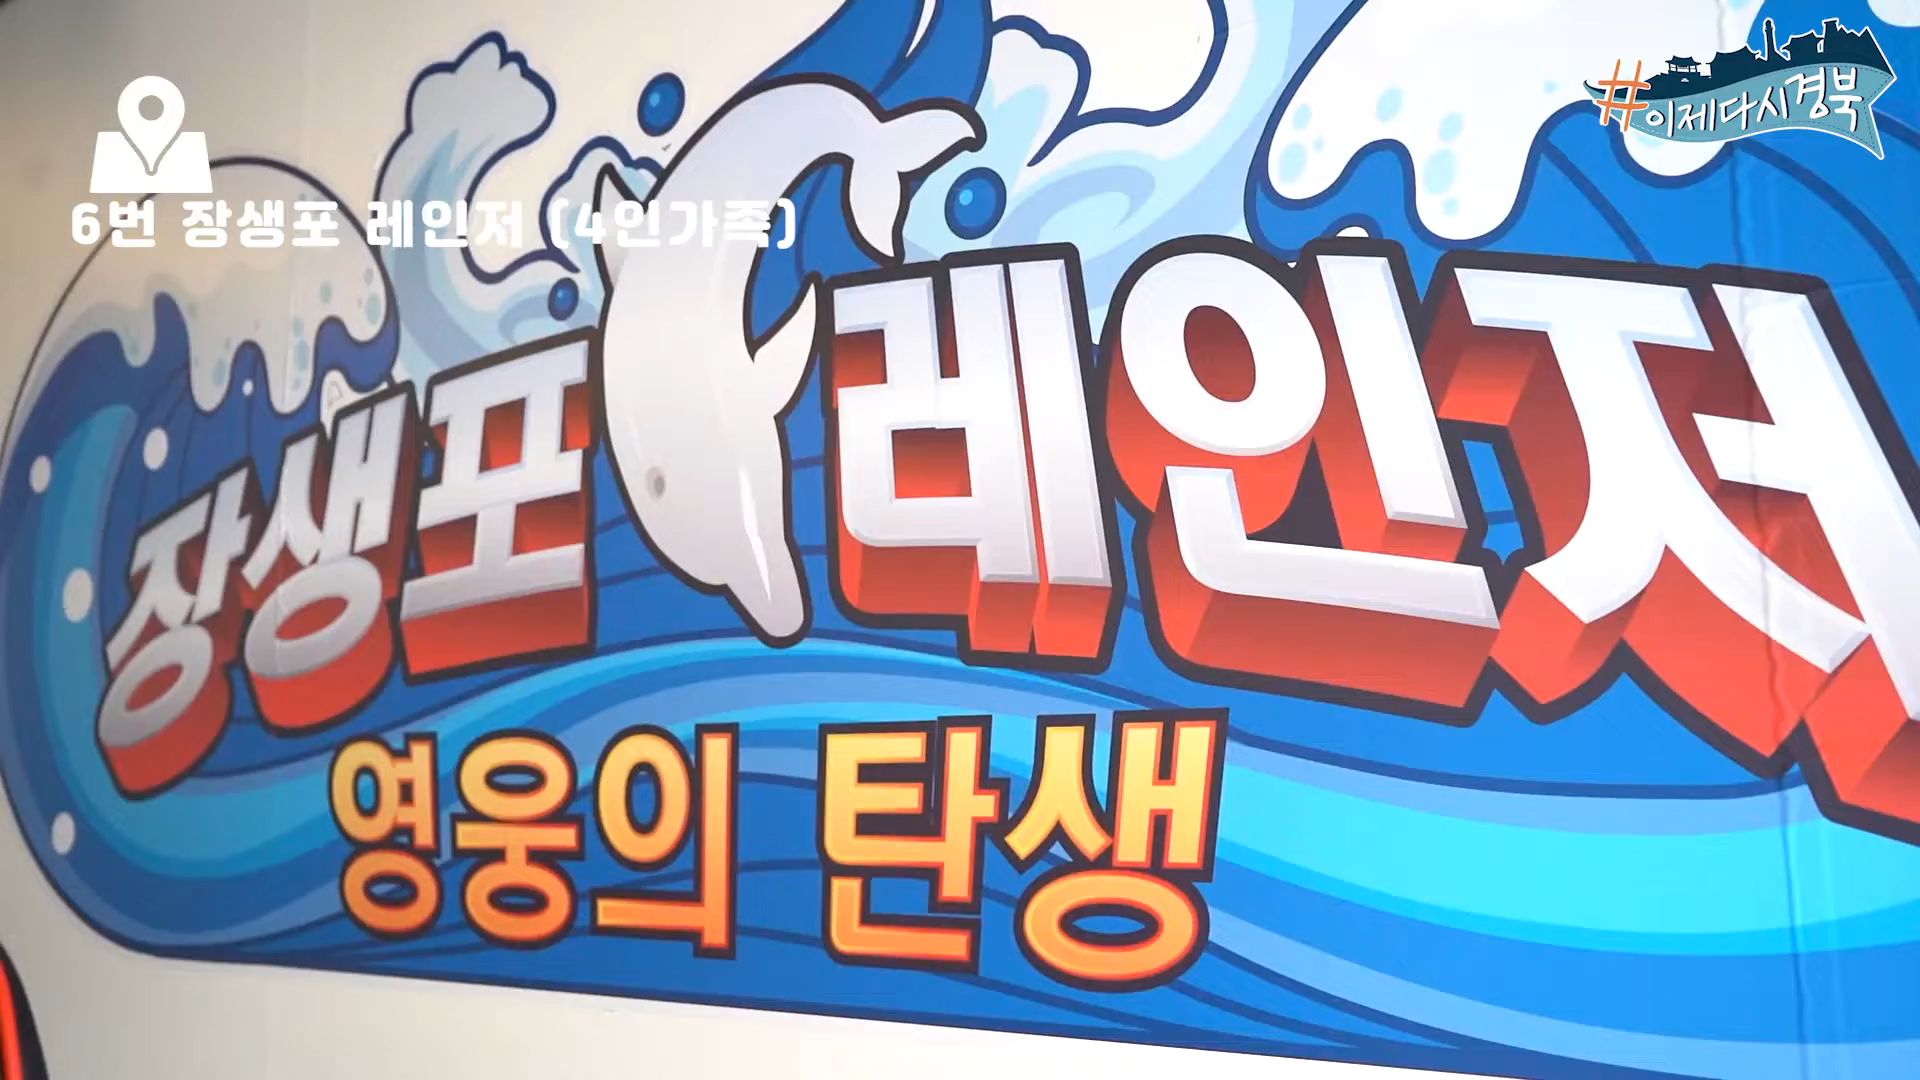 #이제다시경북
6번 장생포 레인저 (4인가족)
장생포 레인저
영웅의 탄생